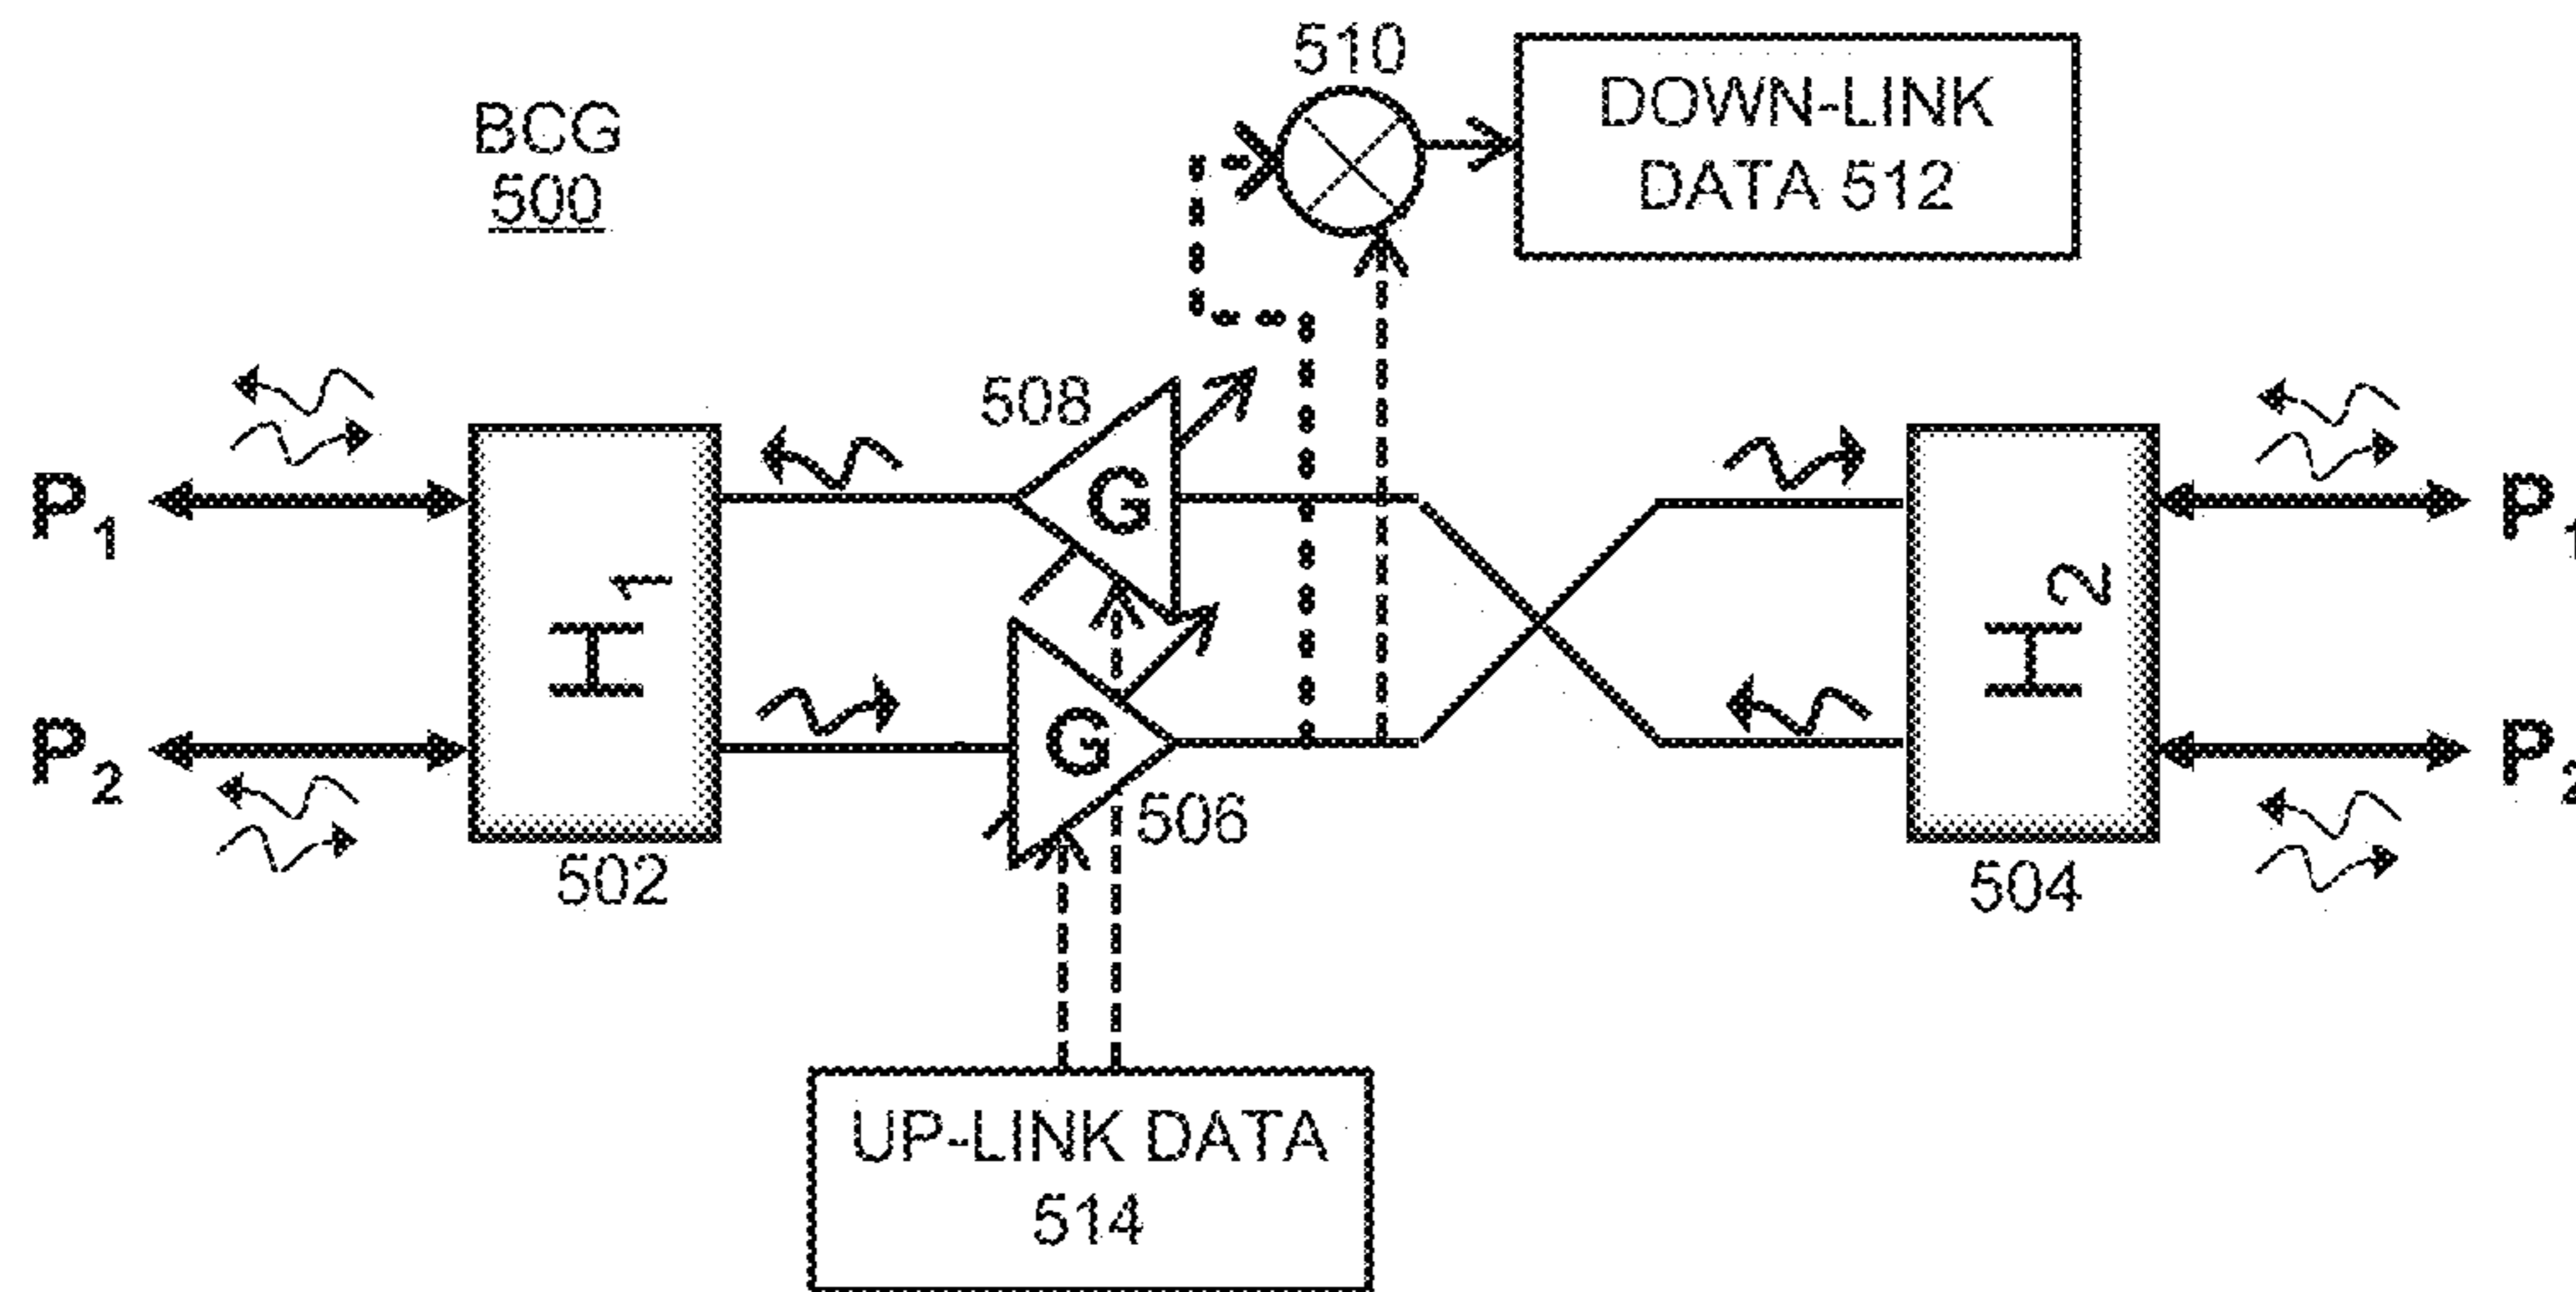 510
DOWN-LINK
DATA 512
BCG
500
508
P1
G
P1
H1
H2
P2
G
506
P2
502
504
UP-LINK DATA
514